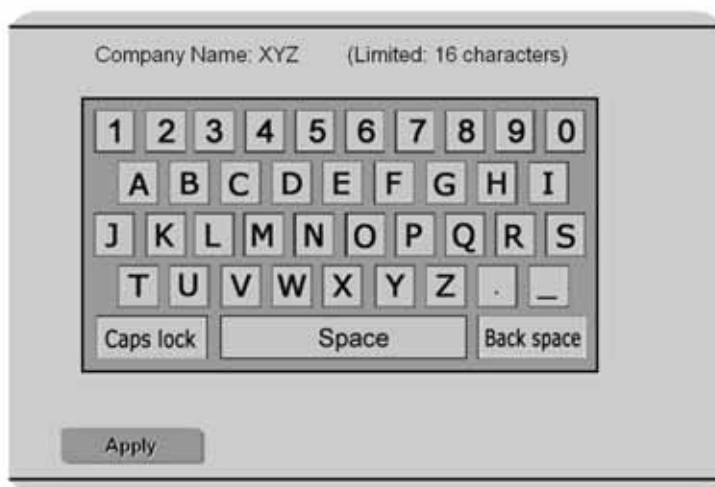 Company Name: XYZ (Limited: 16 characters)
1 2 3 4 5 6 7 8 9 0
A B C D E F G H I
J K L M N O P Q R S
T U V W X Y Z . _
Caps lock Space Back space
Apply